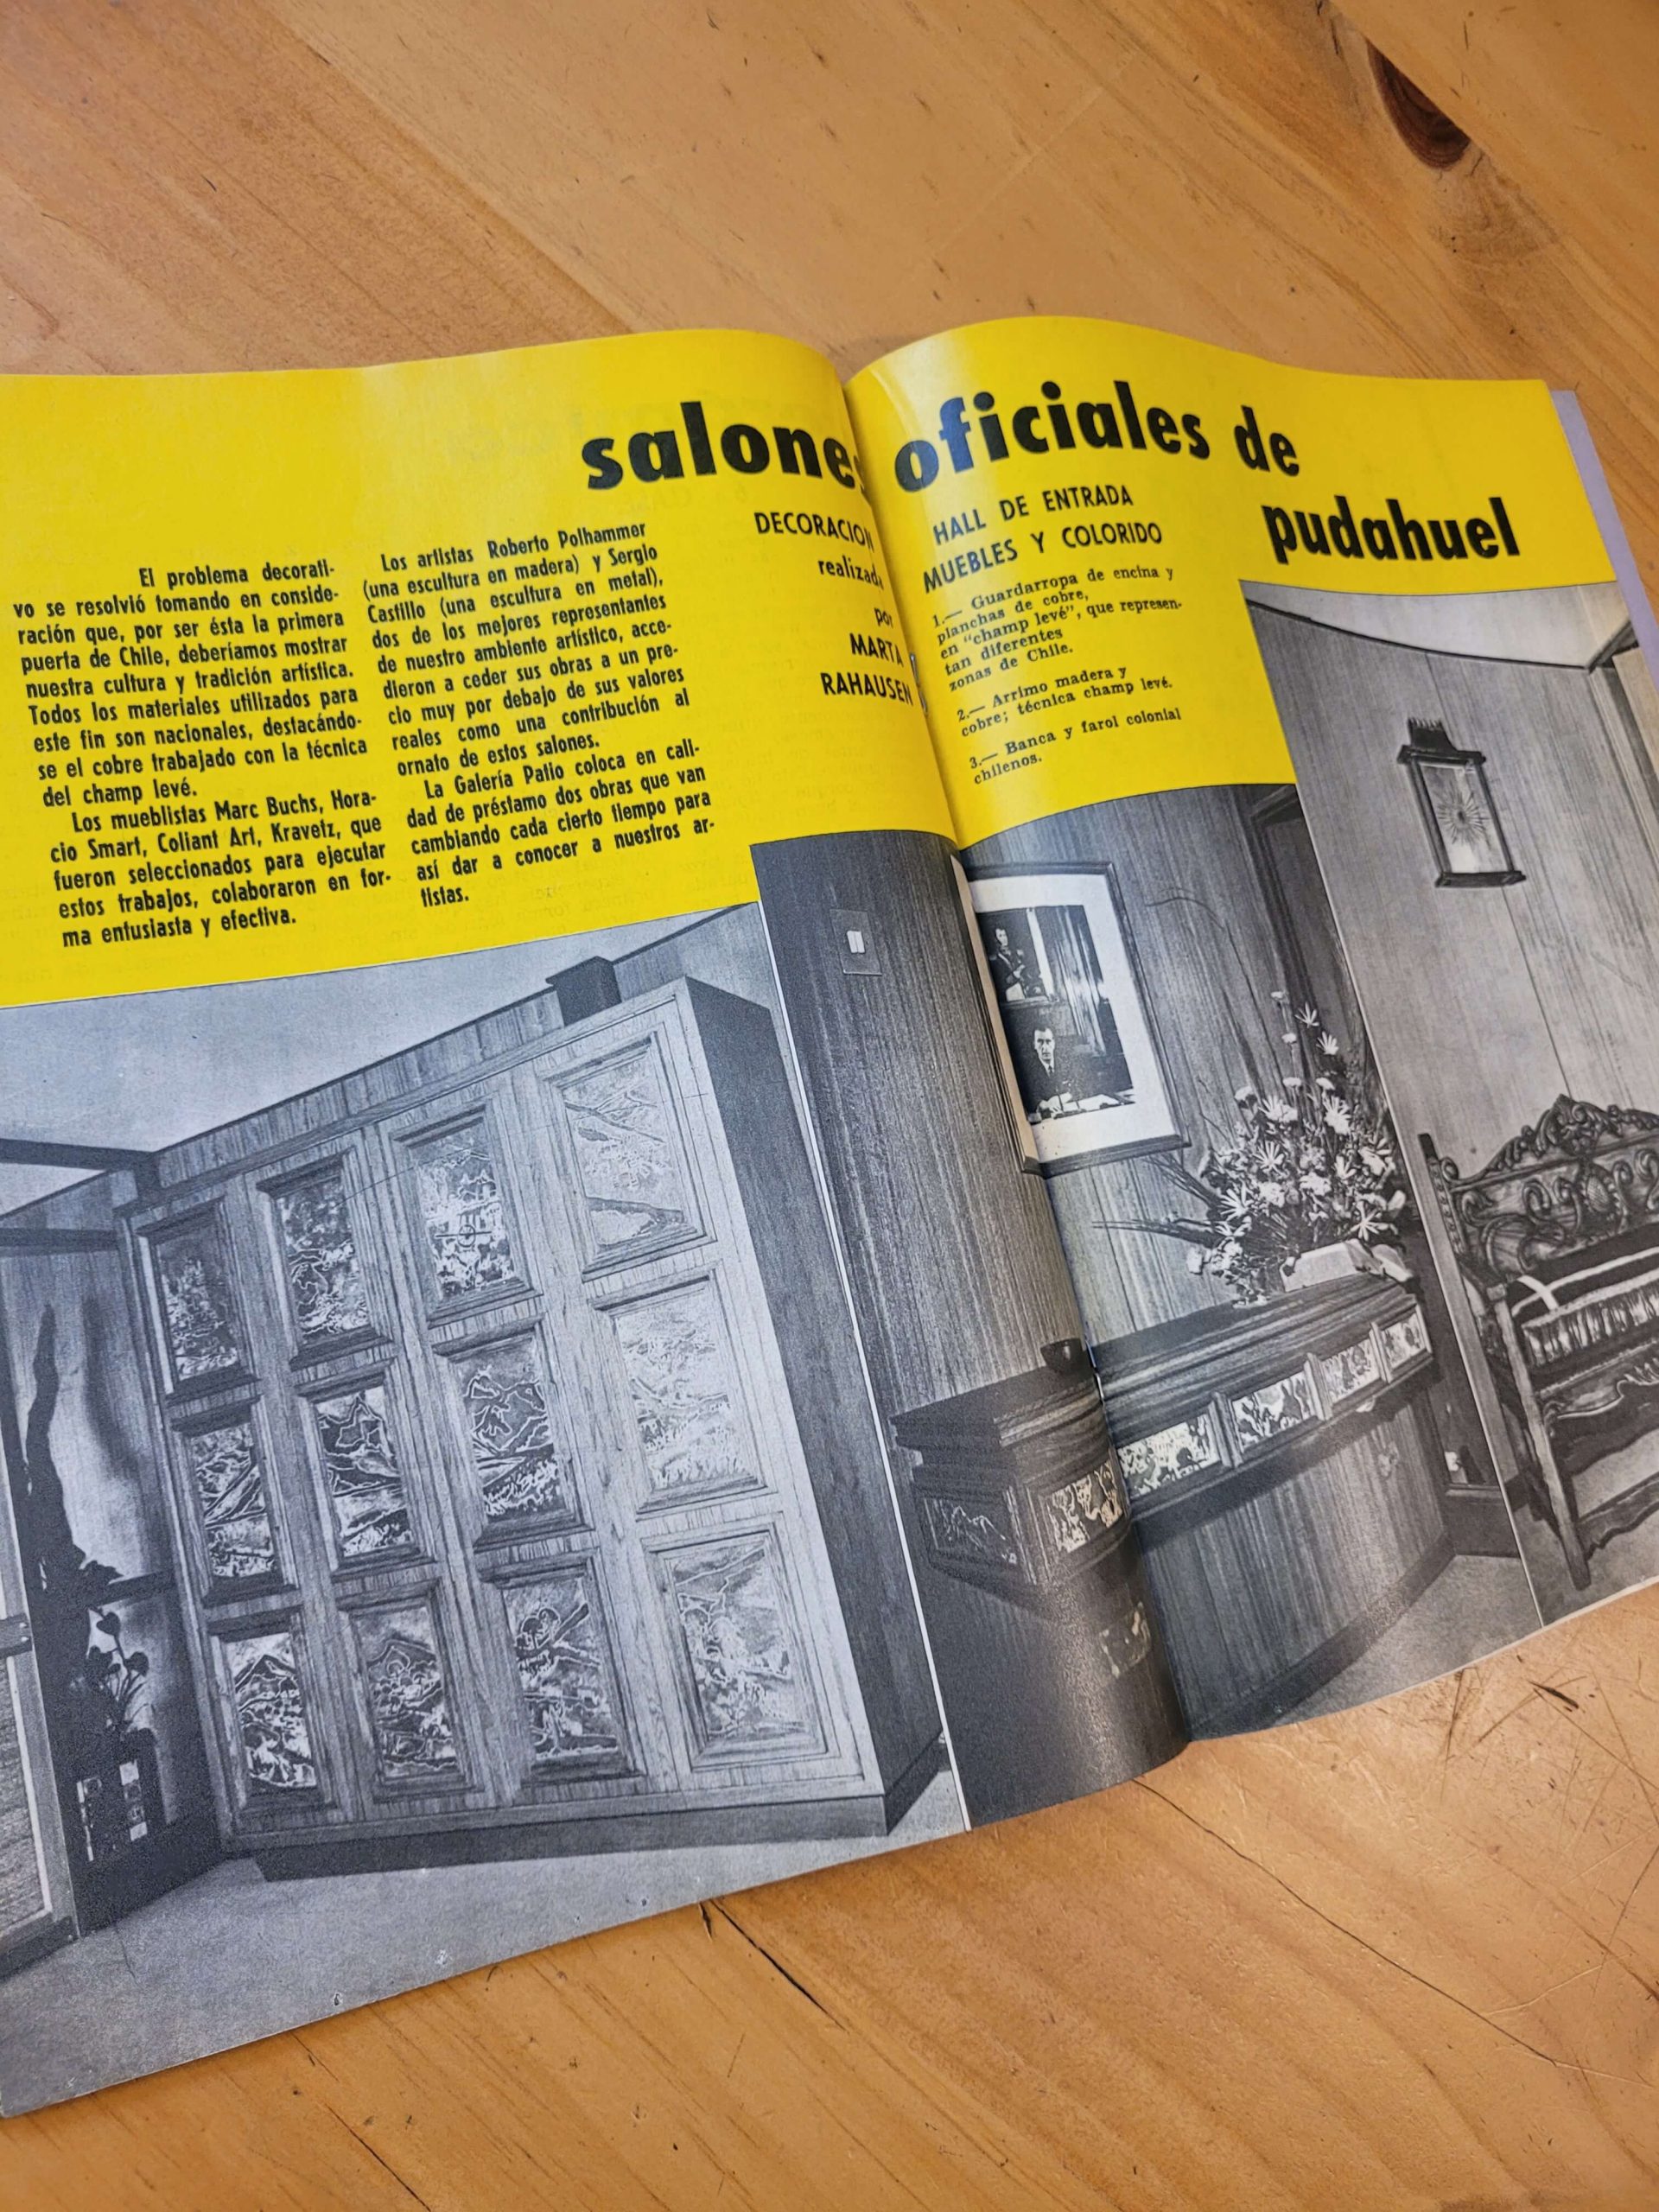 salones oficiales de
pudahuel
El problema decorati-
vo se resolvió tomando en conside-
ración que, por ser ésta la primera
puerta de Chile, deberíamos mostrar
nuestra cultura y tradición artística.
Todos los materiales utilizados para
este fin son nacionales, destacándo-
se el cobre trabajado con la técnica
del champ levé.
Los mueblistas Marc Buchs, Hora-
cio Smart, Coliant Art, Kravetz, que
fueron seleccionados para ejecutar
estos trabajos, colaboraron en for-
ma entusiasta y efectiva.
Los artistas Roberto Polhammer
(una escultura en madera) y Sergio
Castillo (una escultura en metal),
dos de los mejores representantes
de nuestro ambiente artístico, acce-
dieron a ceder sus obras a un pre-
cio muy por debajo de sus valores
reales como una contribución al
ornato de estos salones.
La Galería Patio coloca en cali-
dad de préstamo dos obras que van
cambiando cada cierto tiempo para
así dar a conocer a nuestros ar-
tistas.
DECORACION
realizada
por
MARTA
RAHAUSEN
HALL DE ENTRADA
MUEBLES Y COLORIDO
1.— Guardarropa de encina y
planchas de cobre,
en "champ levé", que represen-
tan diferentes
zonas de Chile.
2.— Arrimo madera y
cobre; técnica champ levé.
3.— Banca y farol colonial
chilenos.